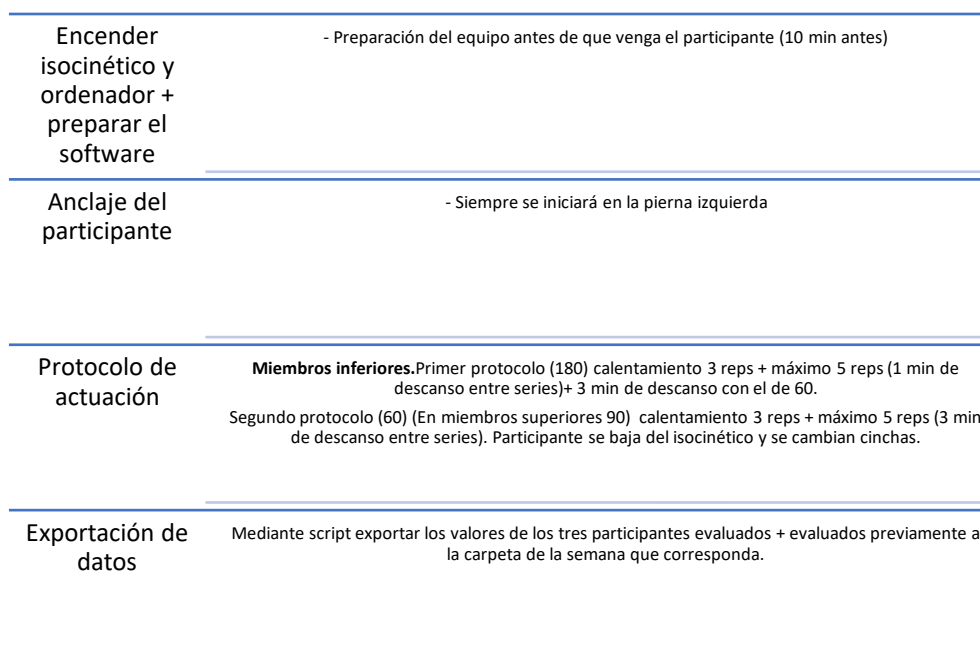 Encender
isocinético y
ordenador +
preparar el
software
- Preparación del equipo antes de que venga el participante (10 min antes)
Anclaje del
participante
- Siempre se iniciará en la pierna izquierda
Protocolo de
actuación
Miembros inferiores.Primer protocolo (180) calentamiento 3 reps + máximo 5 reps (1 min de
descanso entre series)+ 3 min de descanso con el de 60.
Segundo protocolo (60) (En miembros superiores 90) calentamiento 3 reps + máximo 5 reps (3 min
de descanso entre series). Participante se baja del isocinético y se cambian cinchas.
Exportación de
datos
Mediante script exportar los valores de los tres participantes evaluados + evaluados previamente a
la carpeta de la semana que corresponda.